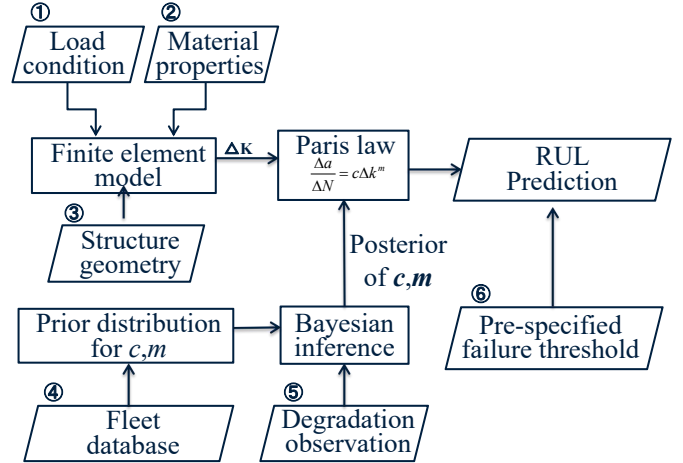 ①
②
Load
condition
Material
properties
Finite element
model
ΔK
Paris law
Δa/ΔN = cΔk^m
RUL
Prediction
③
Structure
geometry
Posterior
of c,m
⑥
Prior distribution
for c,m
Bayesian
inference
Pre-specified
failure threshold
④
⑤
Fleet
database
Degradation
observation